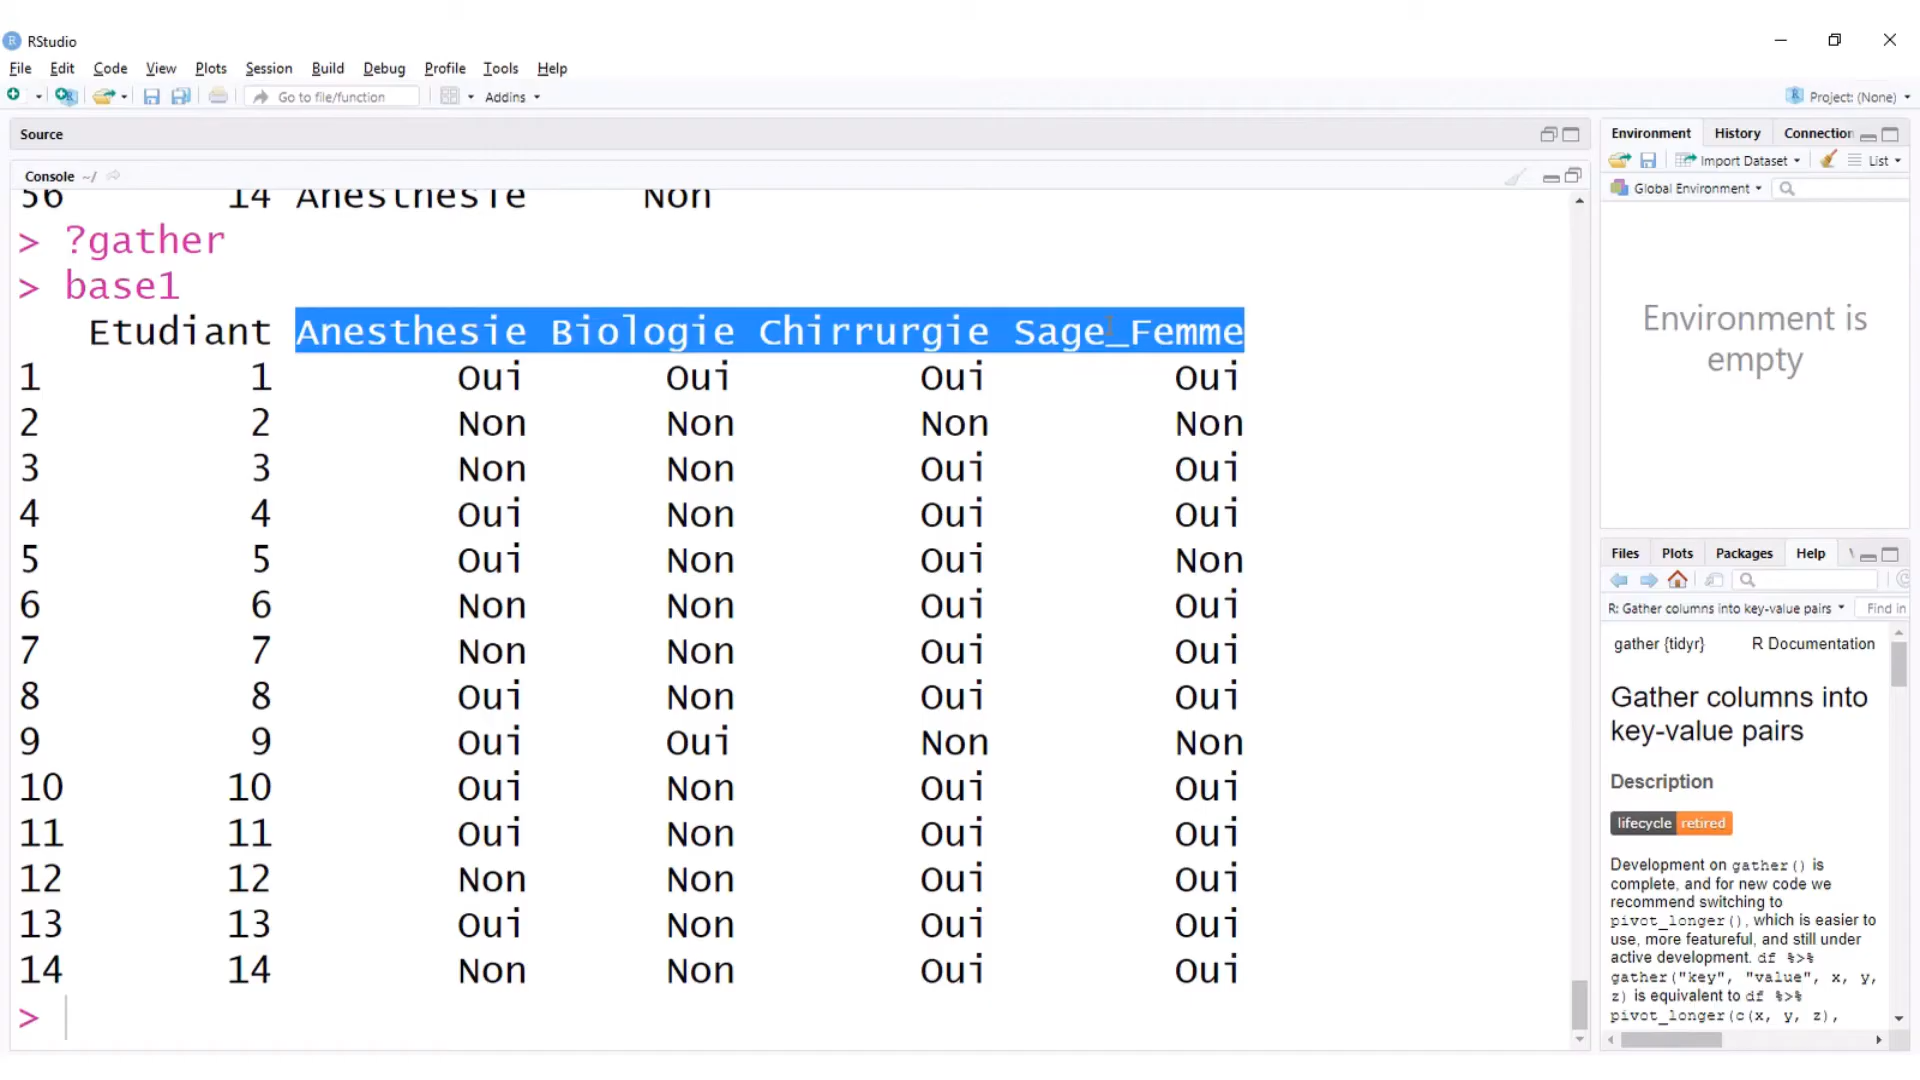 RStudio
File Edit Code View Plots Session Build Debug Profile Tools Help
Go to file/function Addins Project: (None)
Source
Console ~/
56 14 Anesthesie Non
> ?gather
> base1
Etudiant Anesthesie Biologie Chirrurgie Sage_Femme
1 1 Oui Oui Oui Oui
2 2 Non Non Non Non
3 3 Non Non Oui Oui
4 4 Oui Non Oui Oui
5 5 Oui Non Oui Non
6 6 Non Non Oui Oui
7 7 Non Non Oui Oui
8 8 Oui Non Oui Oui
9 9 Oui Oui Non Non
10 10 Oui Non Oui Oui
11 11 Oui Non Oui Oui
12 12 Non Non Oui Oui
13 13 Oui Non Oui Oui
14 14 Non Non Oui Oui
>
Environment History Connection
Import Dataset List
Global Environment
Environment is
empty
Files Plots Packages Help
R: Gather columns into key-value pairs Find in
gather {tidyr} R Documentation
Gather columns into
key-value pairs
Description
lifecycle retired
Development on gather() is
complete, and for new code we
recommend switching to
pivot_longer(), which is easier to
use, more featureful, and still under
active development. df %>%
gather("key", "value", x, y,
z) is equivalent to df %>%
pivot_longer(c(x, y, z),